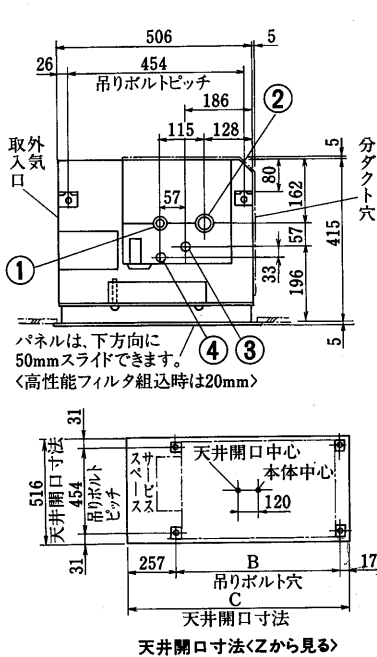 506
5
26
454
吊りボルトピッチ
186
②
115
128
外気
取入口
分ダクト穴
5
80
162
57
57
415
①
33
196
④
③
5
パネルは、下方向に
50mmスライドできます。
<高性能フィルタ組込時は20mm>
31
516
天井開口寸法
454
吊りボルト
ピッチ
サービス
スペース
天井開口中心
本体中心
120
31
257
B
17
吊りボルト穴
C
天井開口寸法
天井開口寸法<Zから見る>